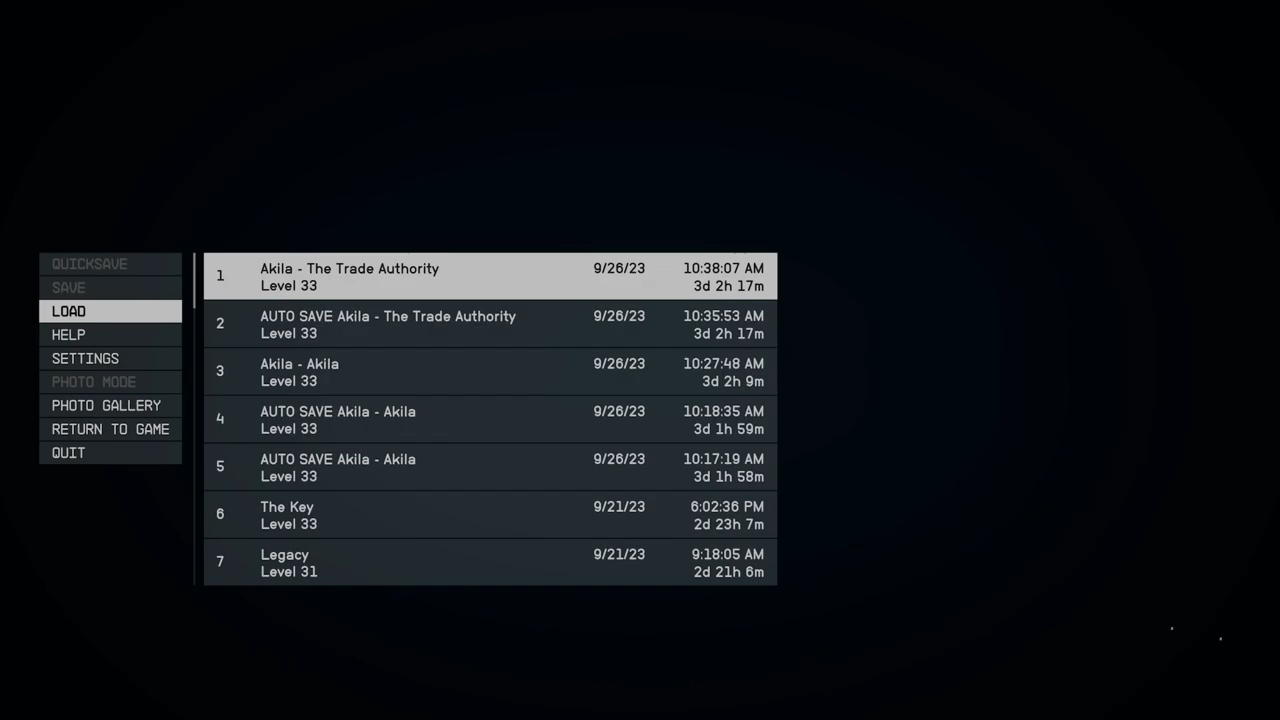 QUICKSAVE
SAVE
LOAD
HELP
SETTINGS
PHOTO MODE
PHOTO GALLERY
RETURN TO GAME
QUIT
1 Akila - The Trade Authority 9/26/23 10:38:07 AM
Level 33 3d 2h 17m
2 AUTO SAVE Akila - The Trade Authority 9/26/23 10:35:53 AM
Level 33 3d 2h 17m
3 Akila - Akila 9/26/23 10:27:48 AM
Level 33 3d 2h 9m
4 AUTO SAVE Akila - Akila 9/26/23 10:18:35 AM
Level 33 3d 1h 59m
5 AUTO SAVE Akila - Akila 9/26/23 10:17:19 AM
Level 33 3d 1h 58m
6 The Key 9/21/23 6:02:36 PM
Level 33 2d 23h 7m
7 Legacy 9/21/23 9:18:05 AM
Level 31 2d 21h 6m